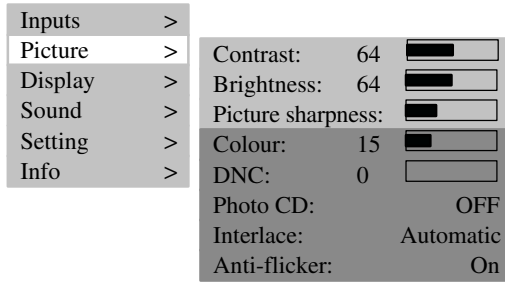 Inputs >
Picture >
Display >
Sound >
Setting >
Info >
Contrast: 64
Brightness: 64
Picture sharpness:
Colour: 15
DNC: 0
Photo CD: OFF
Interlace: Automatic
Anti-flicker: On